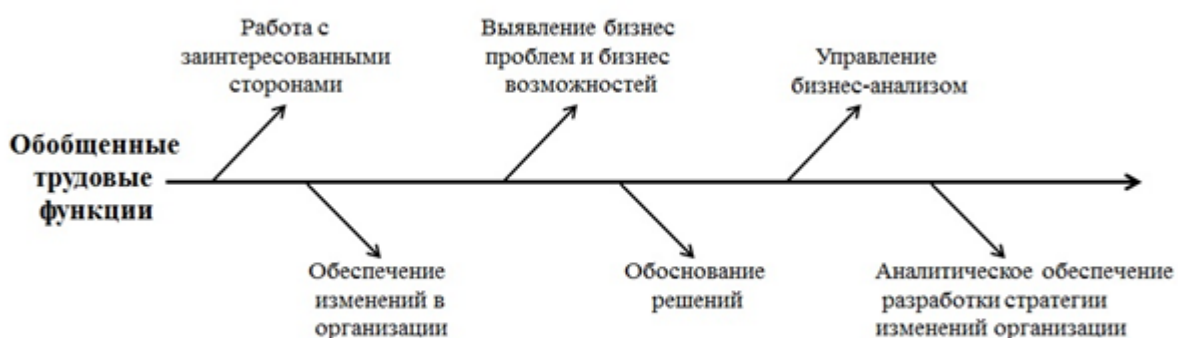 Работа с
заинтересованными
сторонами
Выявление бизнес
проблем и бизнес
возможностей
Управление
бизнес-анализом
Обобщенные
трудовые
функции
Обеспечение
изменений в
организации
Обоснование
решений
Аналитическое обеспечение
разработки стратегии
изменений организации